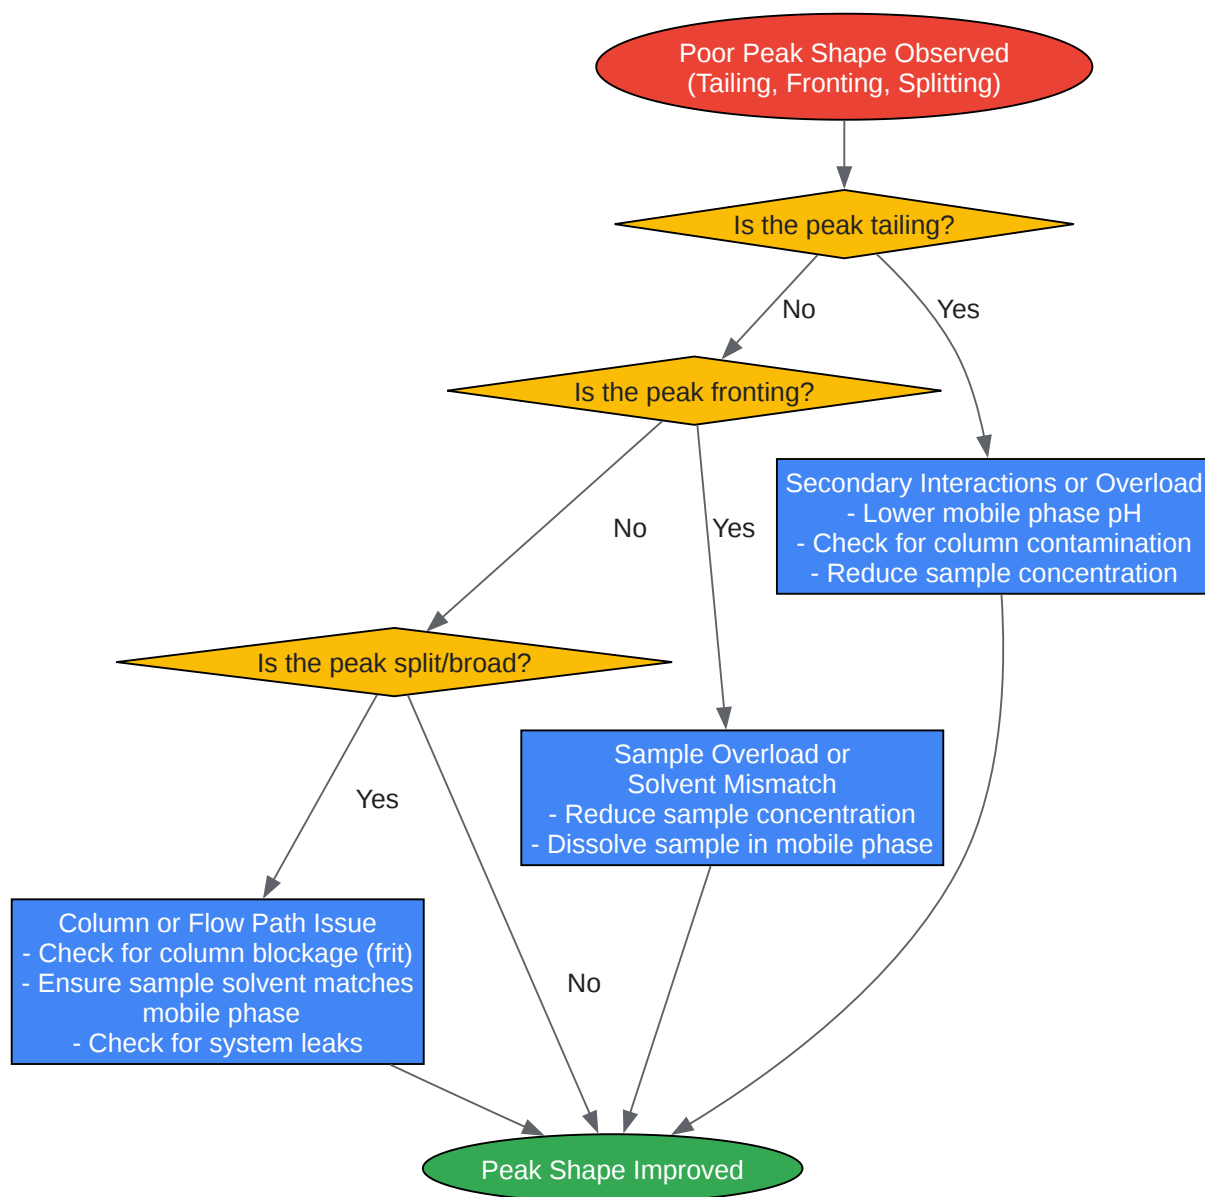 Poor Peak Shape Observed
(Tailing, Fronting, Splitting)
Is the peak tailing?
No
Yes
Is the peak fronting?
Secondary Interactions or Overload
- Lower mobile phase pH
- Check for column contamination
- Reduce sample concentration
No
Yes
Is the peak split/broad?
Sample Overload or
Solvent Mismatch
- Reduce sample concentration
- Dissolve sample in mobile phase
Yes
Column or Flow Path Issue
- Check for column blockage (frit)
- Ensure sample solvent matches
mobile phase
- Check for system leaks
No
Peak Shape Improved